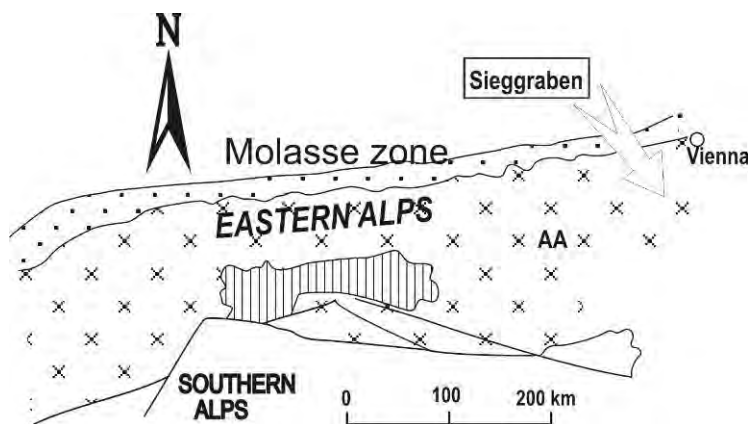 N
Sieggraben
Vienna
Molasse zone
EASTERN ALPS
AA
SOUTHERN
ALPS
0 100 200 km